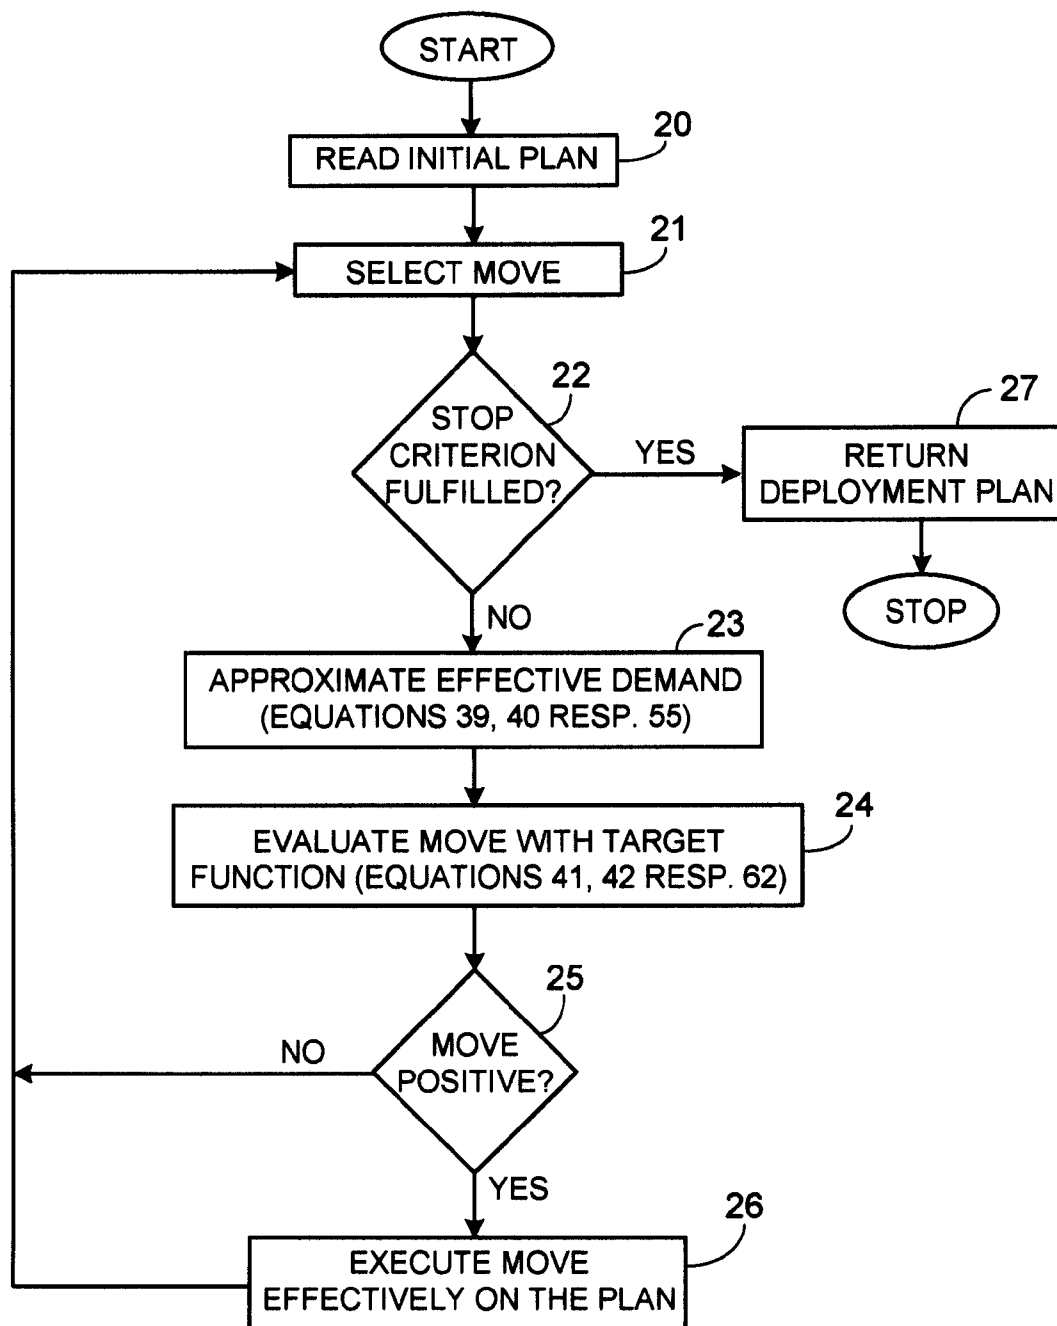 START
20
READ INITIAL PLAN
21
SELECT MOVE
22
STOP
CRITERION
FULFILLED?
YES
27
RETURN
DEPLOYMENT PLAN
STOP
NO
23
APPROXIMATE EFFECTIVE DEMAND
(EQUATIONS 39, 40 RESP. 55)
24
EVALUATE MOVE WITH TARGET
FUNCTION (EQUATIONS 41, 42 RESP. 62)
25
MOVE
POSITIVE?
NO
YES
26
EXECUTE MOVE
EFFECTIVELY ON THE PLAN